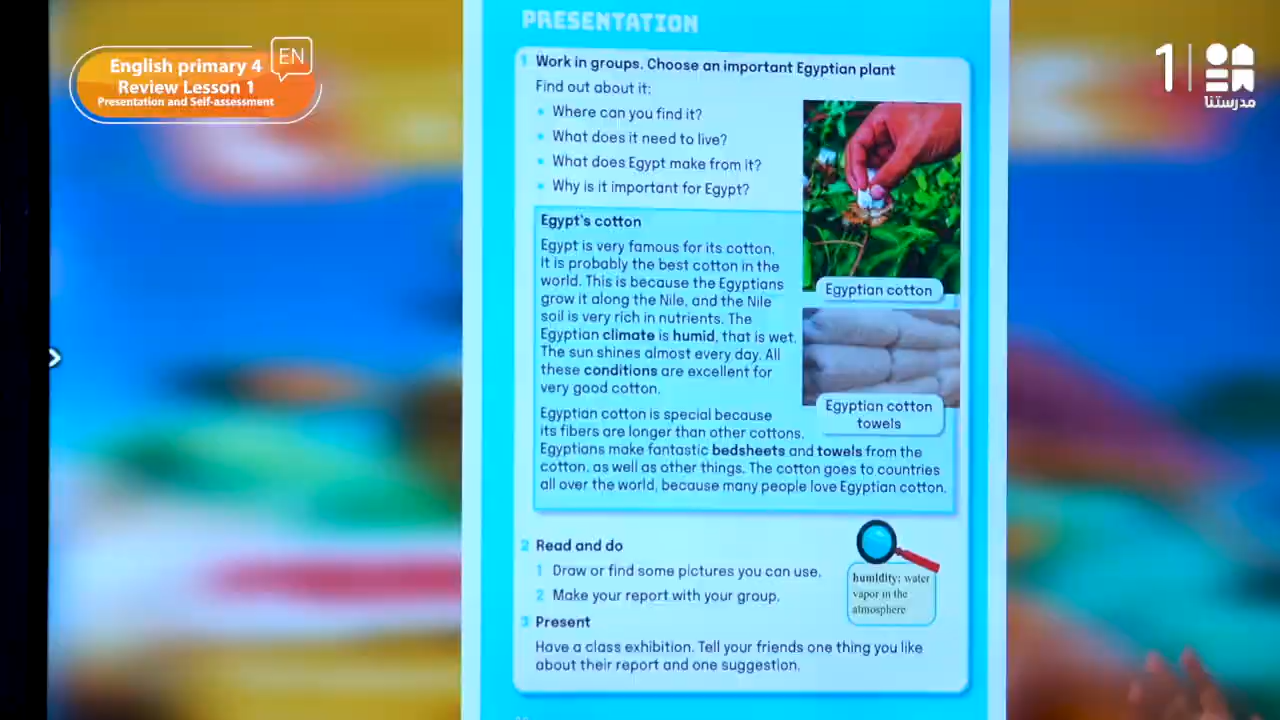 English primary 4
Review Lesson 1
Presentation and Self-assessment
EN
1
مدرستنا
PRESENTATION
1 Work in groups. Choose an important Egyptian plant
Find out about it:
• Where can you find it?
• What does it need to live?
• What does Egypt make from it?
• Why is it important for Egypt?
Egypt's cotton
Egypt is very famous for its cotton.
It is probably the best cotton in the
world. This is because the Egyptians
grow it along the Nile, and the Nile
soil is very rich in nutrients. The
Egyptian climate is humid, that is wet.
The sun shines almost every day. All
these conditions are excellent for
very good cotton.
Egyptian cotton is special because
its fibers are longer than other cottons.
Egyptians make fantastic bedsheets and towels from the
cotton, as well as other things. The cotton goes to countries
all over the world, because many people love Egyptian cotton.
Egyptian cotton
Egyptian cotton
towels
2 Read and do
1 Draw or find some pictures you can use.
2 Make your report with your group.
humidity: water
vapor in the
atmosphere
3 Present
Have a class exhibition. Tell your friends one thing you like
about their report and one suggestion.